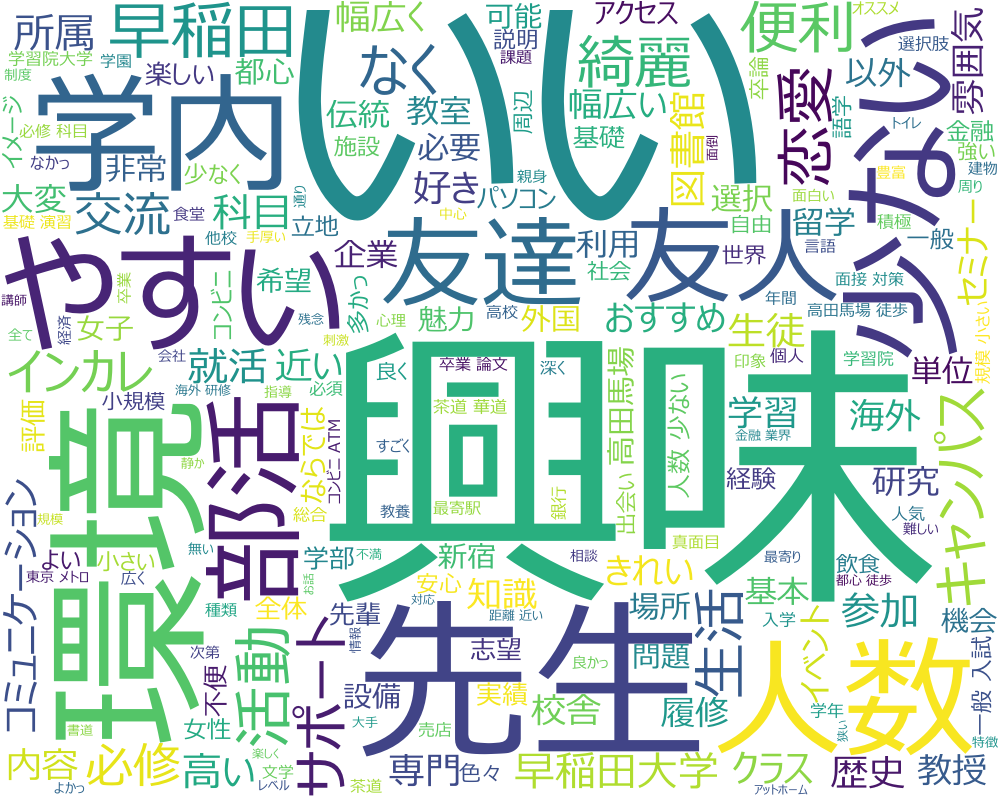 所属
早稲田
いい
幅広く
可能
アクセス
便利
オススメ
雰囲気
選択肢
説明
課題
なく
綺麗
学習院大学
学園
制度
楽しい
都心
学内
伝統
教室
周辺
幅広い
卒論
恋愛
語学
以外
イメージ
必修 科目
なかっ
非常
少なく
施設
必要
基礎
図書館
面倒
トイレ
金融
強い
建物
少ない
大変
交流
科目
好き
パソコン
親身
選択
面白い
豊富
周り
基礎 演習
食堂
通り
中心
自由
留学
積極
手厚い
他校
立地
企業
友達
利用
友人
世界
言語
一般
セミナー
やすい
希望
社会
面接 対策
講師
卒業
コンビニ
残念
多かっ
魅力
高校
外国
おすすめ
年間
高田馬場 徒歩
規模 小さい
全て
経済
女子
心理
刺激
生徒
インカレ
会社
就活
近い
良く
卒業 論文
深く
高田馬場
印象
個人
学習院
単位
海外 研修
指導
必須
小規模
興味
茶道 華道
学習
海外
キャンパス
評価
環境
部活
ならでは
コンビニ ATM
すごく
出会い
人数 少ない
金融 業界
静か
総合
教養
最寄駅
銀行
経験
研究
コミュニケーション
規模
人気
難しい
よい
小さい
無い
学部
不満
新宿
相談
真面目
最寄り
飲食
東京 メトロ
広く
お話
きれい
都心 徒歩
種類
全体
先輩
安心
対応
知識
距離 近い
場所
基本
入学
参加
機会
活動
サポート
情報
先生
志望
良かっ
問題
生活
人数
イベント
一般 入試
次第
不便
設備
実績
書道
女性
大手
売店
校舎
履修
学年
狭い
特徴
内容
必修
高い
楽しく
文学
レベル
よかっ
茶道
専門
色々
早稲田大学
クラス
アットホーム
歴史
教授